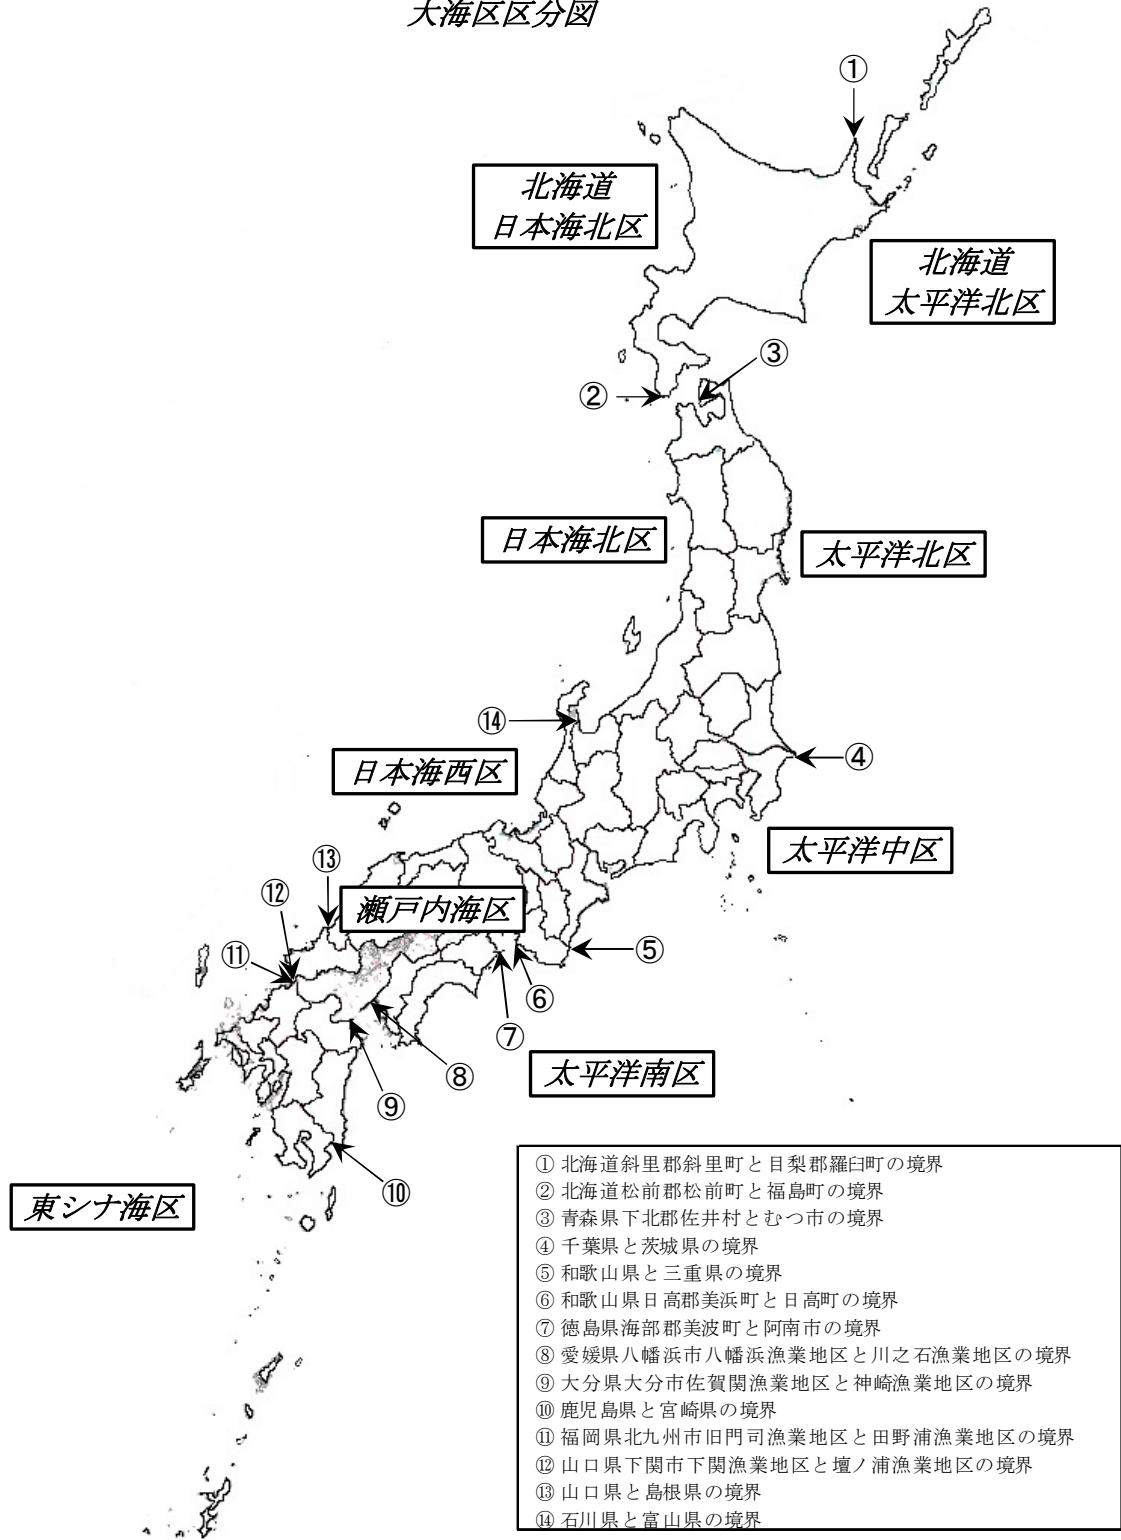 大海区区分図
①
北海道
日本海北区
北海道
太平洋北区
③
②
日本海北区
太平洋北区
⑭
④
日本海西区
太平洋中区
⑬
⑫
瀬戸内海区
⑪
⑤
⑥
⑦
⑧
太平洋南区
⑨
⑩
東シナ海区
① 北海道斜里郡斜里町と目梨郡羅臼町の境界
② 北海道松前郡松前町と福島町の境界
③ 青森県下北郡佐井村とむつ市の境界
④ 千葉県と茨城県の境界
⑤ 和歌山県と三重県の境界
⑥ 和歌山県日高郡美浜町と日高町の境界
⑦ 徳島県海部郡美波町と阿南市の境界
⑧ 愛媛県八幡浜市八幡浜漁業地区と川之石漁業地区の境界
⑨ 大分県大分市佐賀関漁業地区と神崎漁業地区の境界
⑩ 鹿児島県と宮崎県の境界
⑪ 福岡県北九州市旧門司漁業地区と田野浦漁業地区の境界
⑫ 山口県下関市下関漁業地区と壇ノ浦漁業地区の境界
⑬ 山口県と島根県の境界
⑭ 石川県と富山県の境界